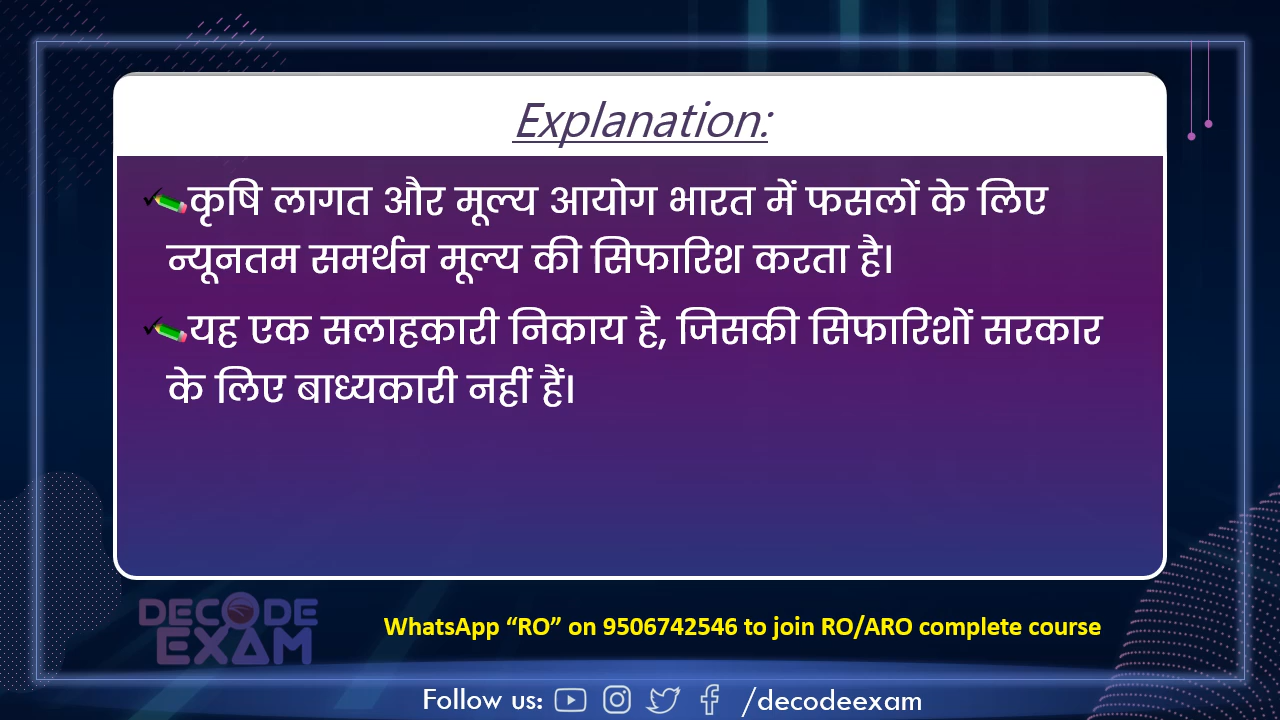 Explanation:
कृषि लागत और मूल्य आयोग भारत में फसलों के लिए
न्यूनतम समर्थन मूल्य की सिफारिश करता है।
यह एक सलाहकारी निकाय है, जिसकी सिफारिशों सरकार
के लिए बाध्यकारी नहीं हैं।
DECODE
EXAM
WhatsApp “RO” on 9506742546 to join RO/ARO complete course
Follow us: /decodeexam